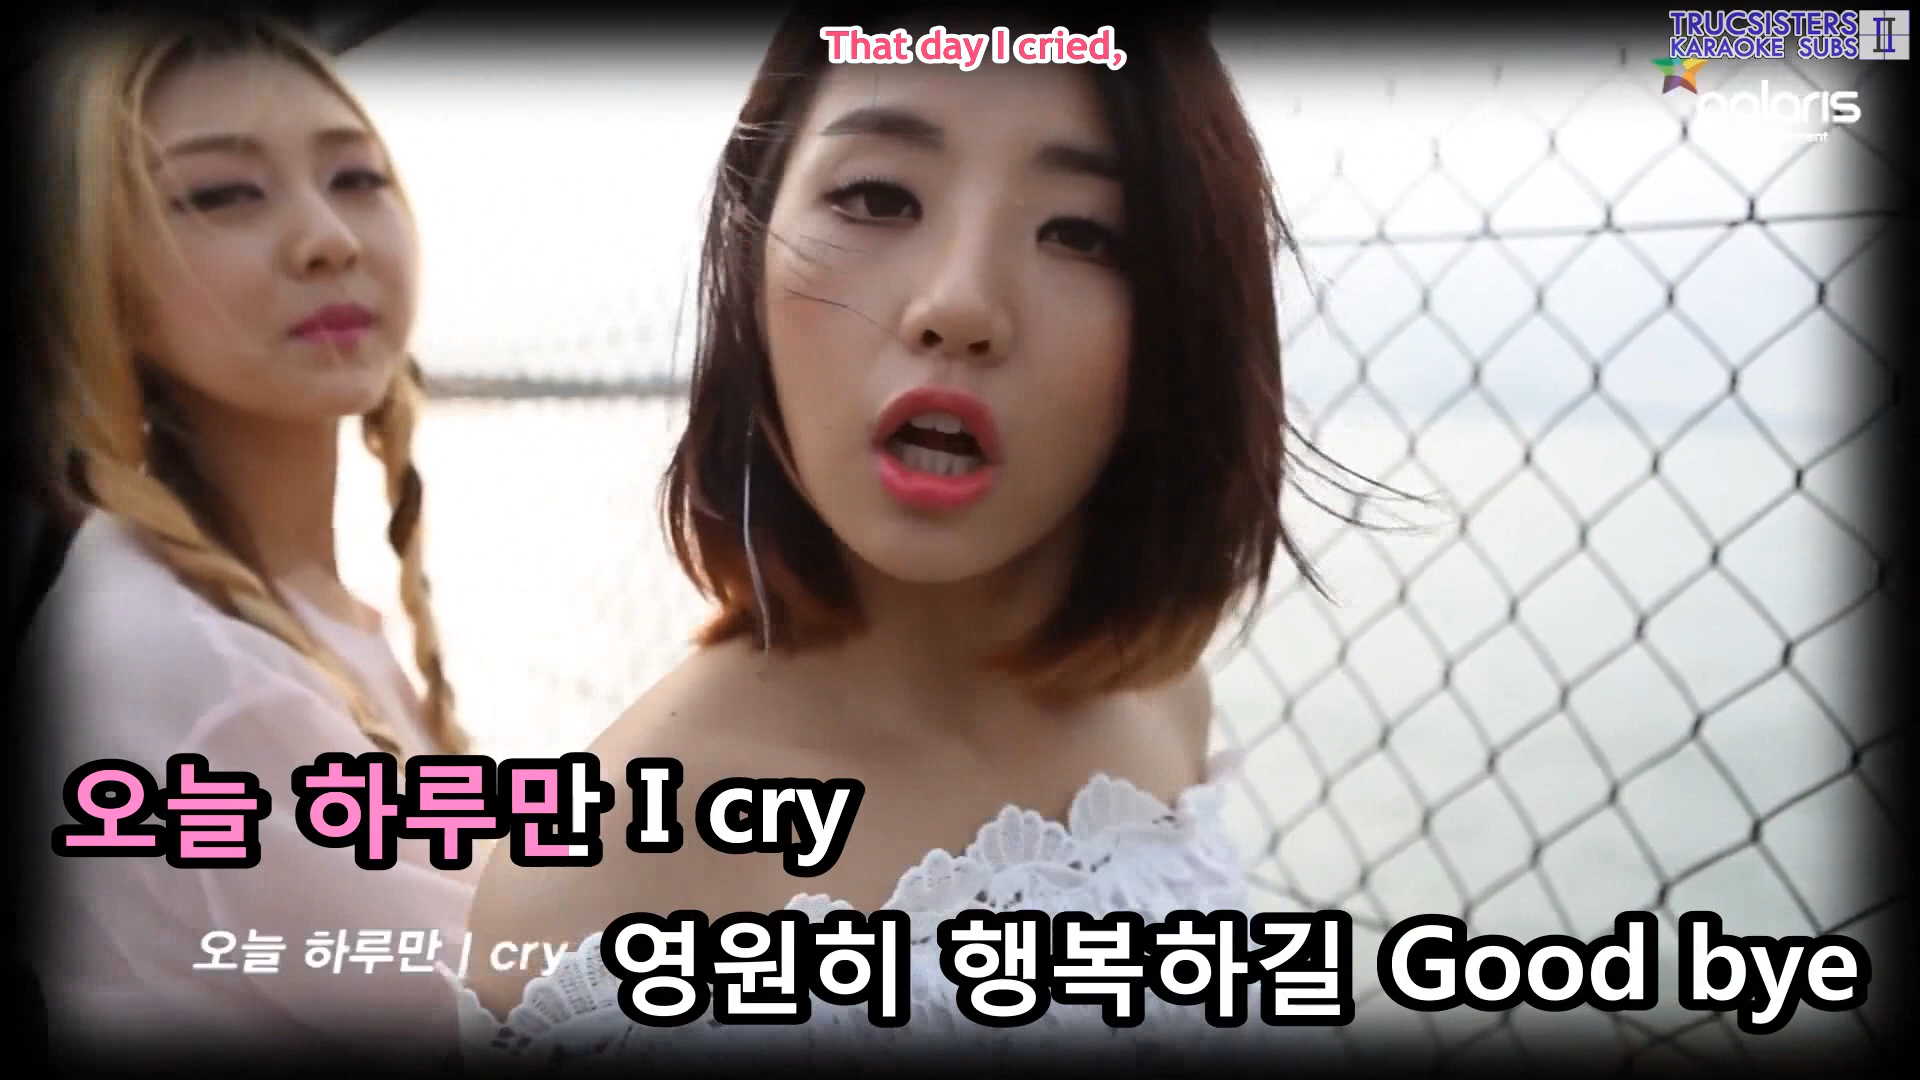 That day I cried,
TRUCSISTERS
KARAOKE SUBS II
polaris
오늘 하루만 I cry
영원히 행복하길 Good bye
오늘 하루만 I cry